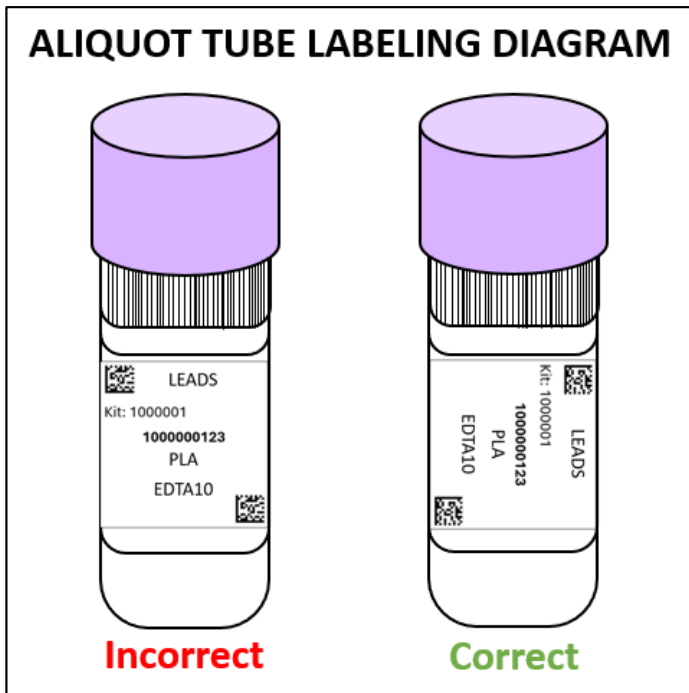 ALIQUOT TUBE LABELING DIAGRAM
LEADS
Kit: 1000001
1000000123
PLA
EDTA10
Incorrect
LEADS
Kit: 1000001
1000000123
PLA
EDTA10
Correct